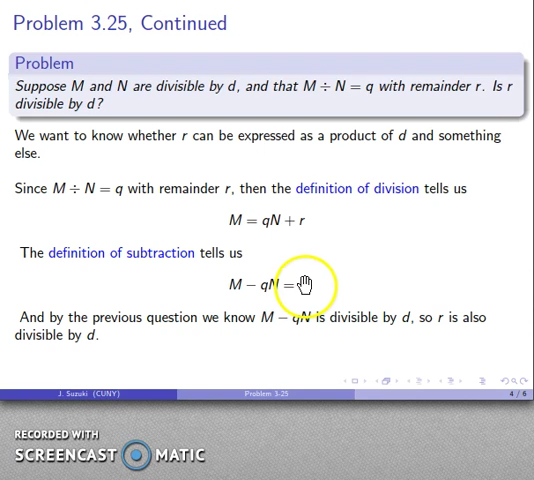 Problem 3.25, Continued
Problem
Suppose M and N are divisible by d, and that M ÷ N = q with remainder r. Is r
divisible by d?
We want to know whether r can be expressed as a product of d and something
else.
Since M ÷ N = q with remainder r, then the definition of division tells us
M = qN + r
The definition of subtraction tells us
M − qN =
And by the previous question we know M − qN is divisible by d, so r is also
divisible by d.
J. Suzuki (CUNY) Problem 3-25 4 / 6
RECORDED WITH
SCREENCAST MATIC